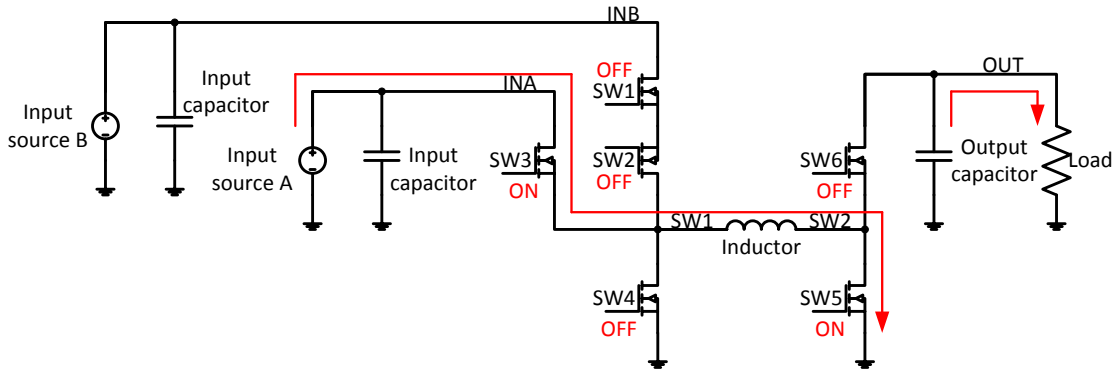 INB
OFF
SW1
OUT
Input
capacitor
Input
source B
INA
Input
source A
Input
capacitor
SW3
ON
SW2
OFF
SW6
OFF
Output
capacitor
Load
SW1
Inductor
SW2
SW4
OFF
SW5
ON